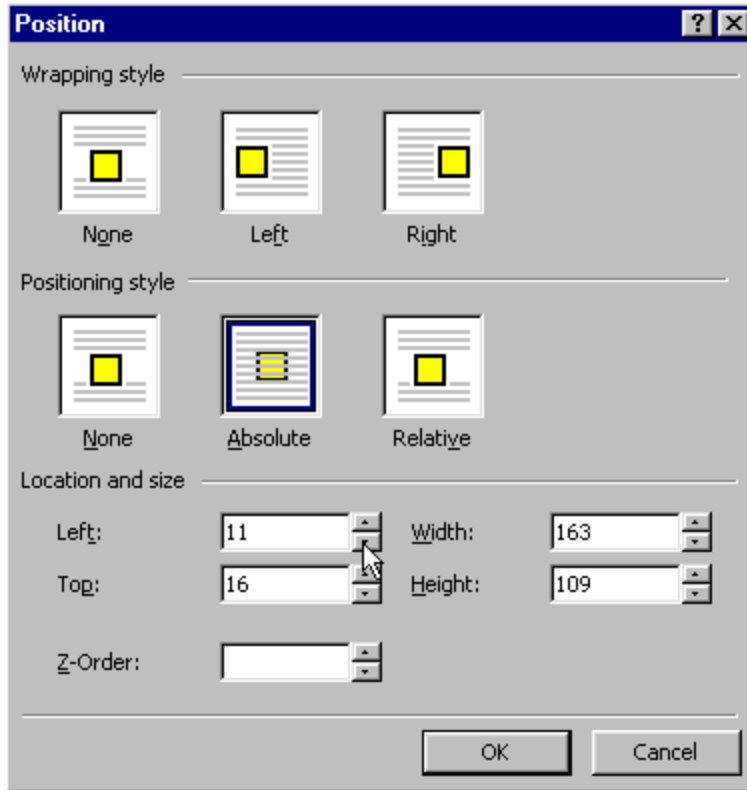 Position
Wrapping style
None Left Right
Positioning style
None Absolute Relative
Location and size
Left: 11 Width: 163
Top: 16 Height: 109
Z-Order:
OK Cancel